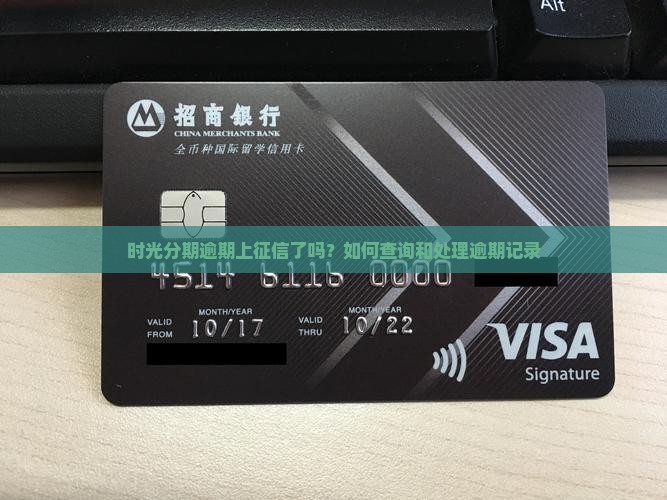 Alt
招商銀行
CHINA MERCHANTS BANK
全币种国际留学信用卡
时光分期逾期上征信了吗？如何查询和处理逾期记录
4514 6116 0000
MONTH/YEAR MONTH/YEAR
VALID FROM 10/17 VALID THRU 10/22
VISA
Signature